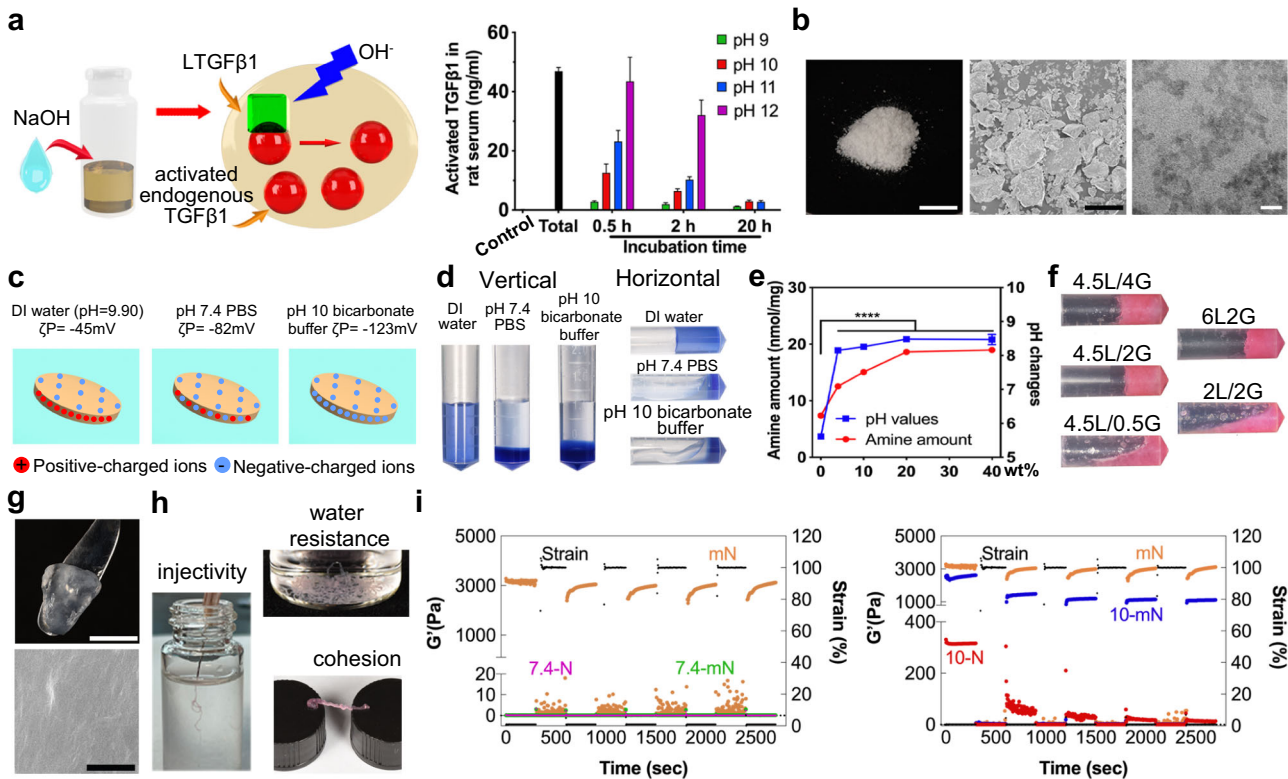 a
LTGFβ1
OH-
NaOH
activated
endogenous
TGFβ1
Activated TGFβ1 in
rat serum (ng/ml)
60
40
20
0
pH 9
pH 10
pH 11
pH 12
Control
Total
0.5 h
2 h
20 h
Incubation time
b
c
DI water (pH=9.90)
ζP= -45mV
pH 7.4 PBS
ζP= -82mV
pH 10 bicarbonate
buffer ζP= -123mV
+ Positive-charged ions
- Negative-charged ions
d
Vertical
DI
water
pH 7.4
PBS
pH 10
bicarbonate
buffer
Horizontal
DI water
pH 7.4 PBS
pH 10 bicarbonate
buffer
e
Amine amount (nmol/mg)
30
20
10
0
****
pH values
Amine amount
10
9
8
7
6
5
pH changes
0 10 20 30 40 wt%
f
4.5L/4G
4.5L/2G
4.5L/0.5G
6L2G
2L/2G
g
h
injectivity
water
resistance
cohesion
i
G'(Pa)
5000
3000
1000
20
10
0
Strain
mN
7.4-N
7.4-mN
120
100
80
60
40
20
0
Strain (%)
0 500 1000 1500 2000 2500
Time (sec)
G'(Pa)
5000
3000
1000
400
200
0
Strain
mN
10-mN
10-N
120
100
80
60
40
20
0
Strain (%)
0 500 1000 1500 2000 2500
Time (sec)